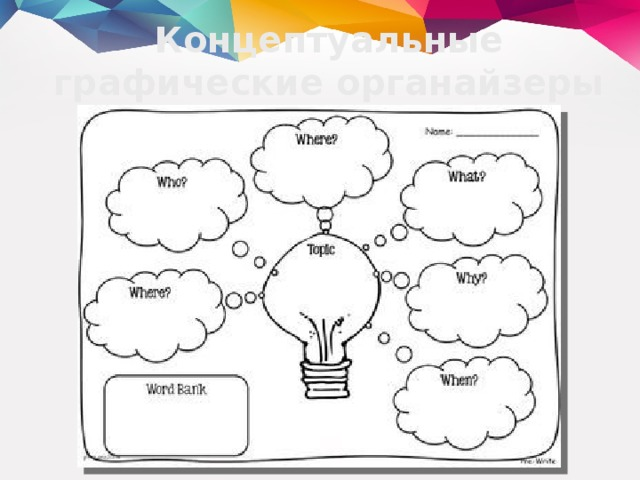 Концептуальные
графические органайзеры
Where?
Name:
Who?
What?
Topic
Where?
Why?
When?
Word Bank
Pre-Write